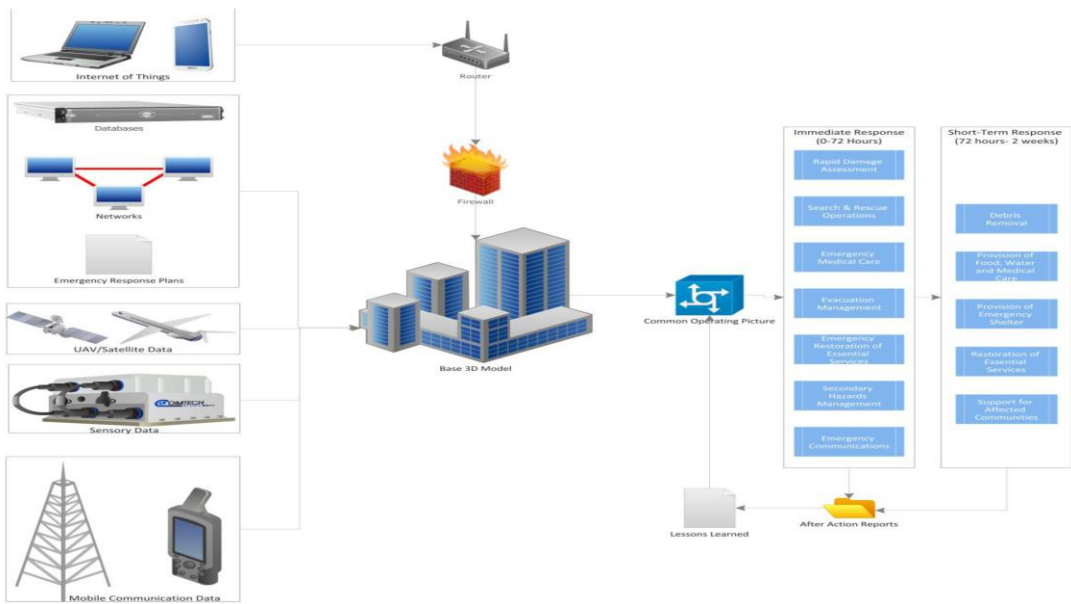 Internet of Things
Router
Databases
Networks
Emergency Response Plans
Firewall
UAV/Satellite Data
Sensory Data
COMTECH
Mobile Communication Data
Base 3D Model
Common Operating Picture
Immediate Response
(0-72 Hours)
Rapid Damage
Assessment
Search & Rescue
Operations
Emergency
Medical Care
Evacuation
Management
Emergency
Restoration of
Essential
Services
Secondary
Hazards
Management
Emergency
Communications
Short-Term Response
(72 hours- 2 weeks)
Debris
Removal
Provision of
Food, Water
and Medical
Care
Provision of
Emergency
Shelter
Restoration of
Essential
Services
Support for
Affected
Communities
After Action Reports
Lessons Learned